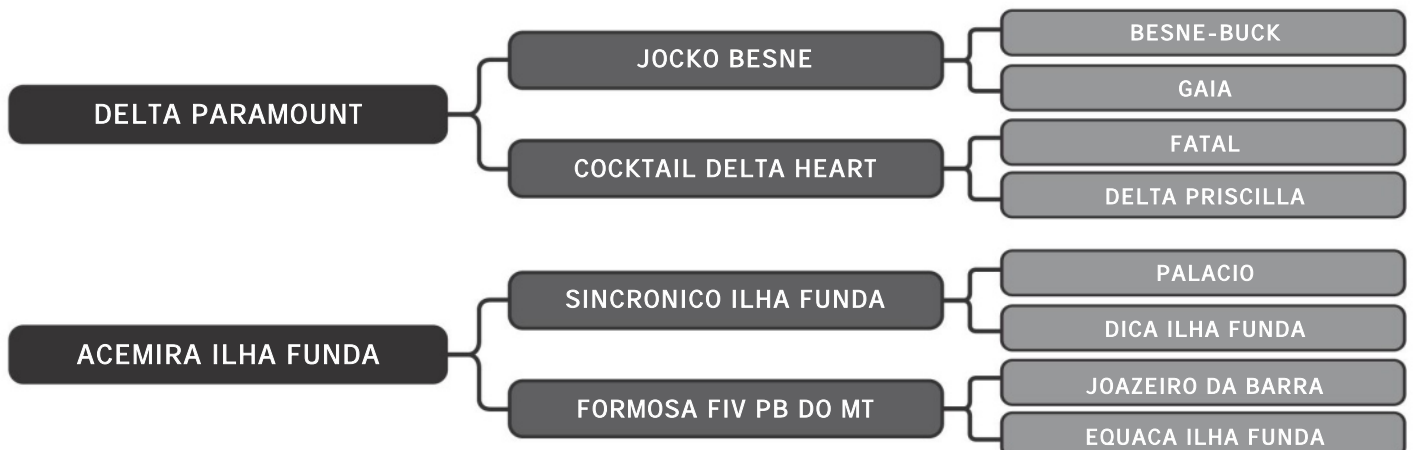 DELTA PARAMOUNT
JOCKO BESNE
BESNE-BUCK
GAIA
COCKTAIL DELTA HEART
FATAL
DELTA PRISCILLA
ACEMIRA ILHA FUNDA
SINCRONICO ILHA FUNDA
PALACIO
DICA ILHA FUNDA
FORMOSA FIV PB DO MT
JOAZEIRO DA BARRA
EQUACA ILHA FUNDA